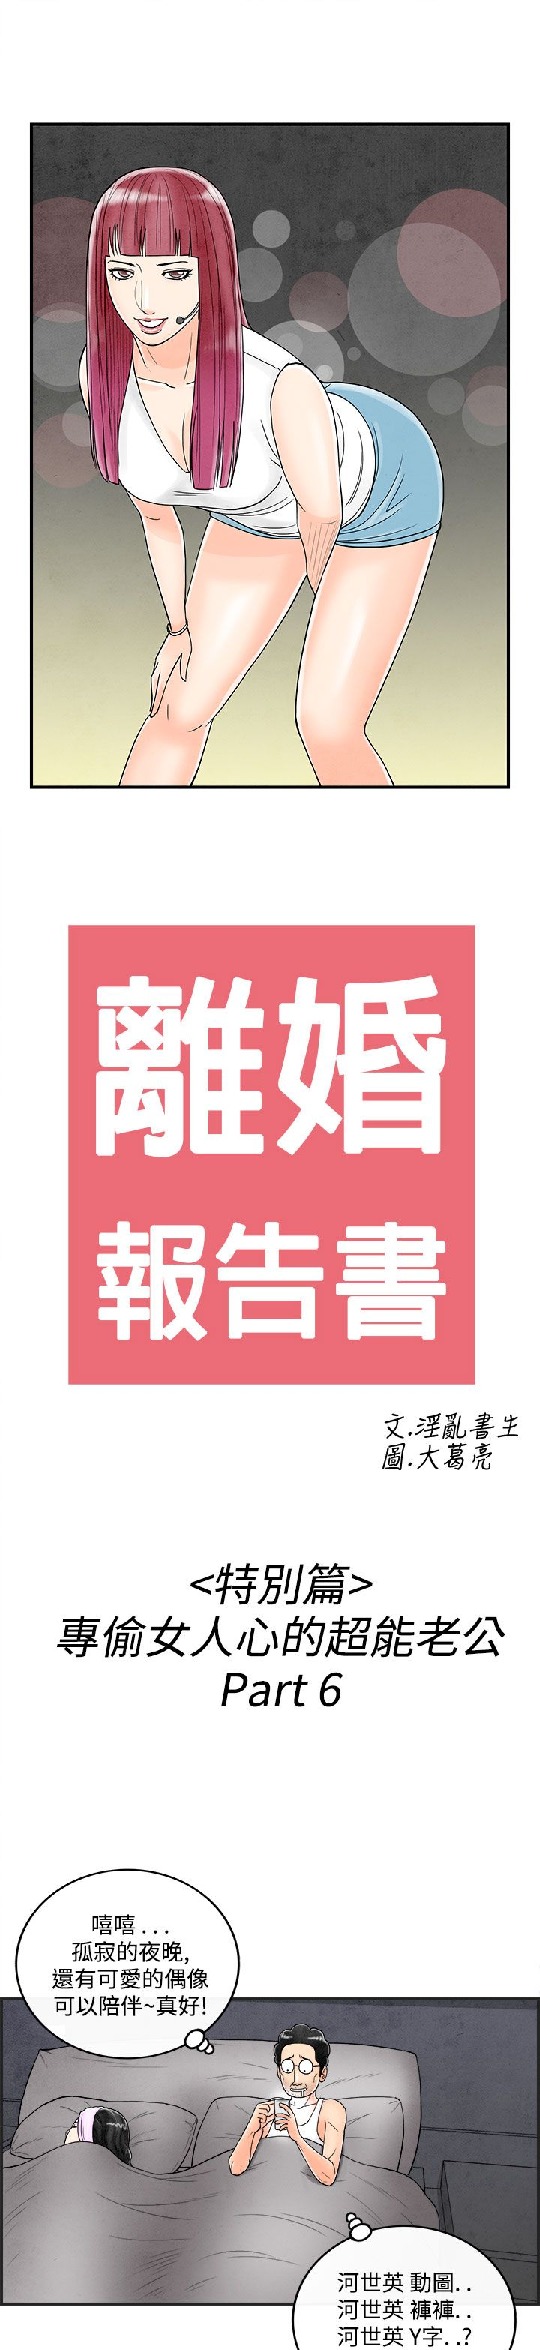 離婚
報告書
文.淫亂書生
圖.大葛亮
<特別篇>
專偷女人心的超能老公
Part 6
嘻嘻...
孤寂的夜晚,
還有可愛的偶像
可以陪伴~真好!
河世英 動圖..
河世英 褲褲..
河世英 Y字..?